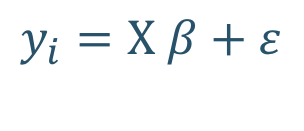 yᵢ = X β + ε